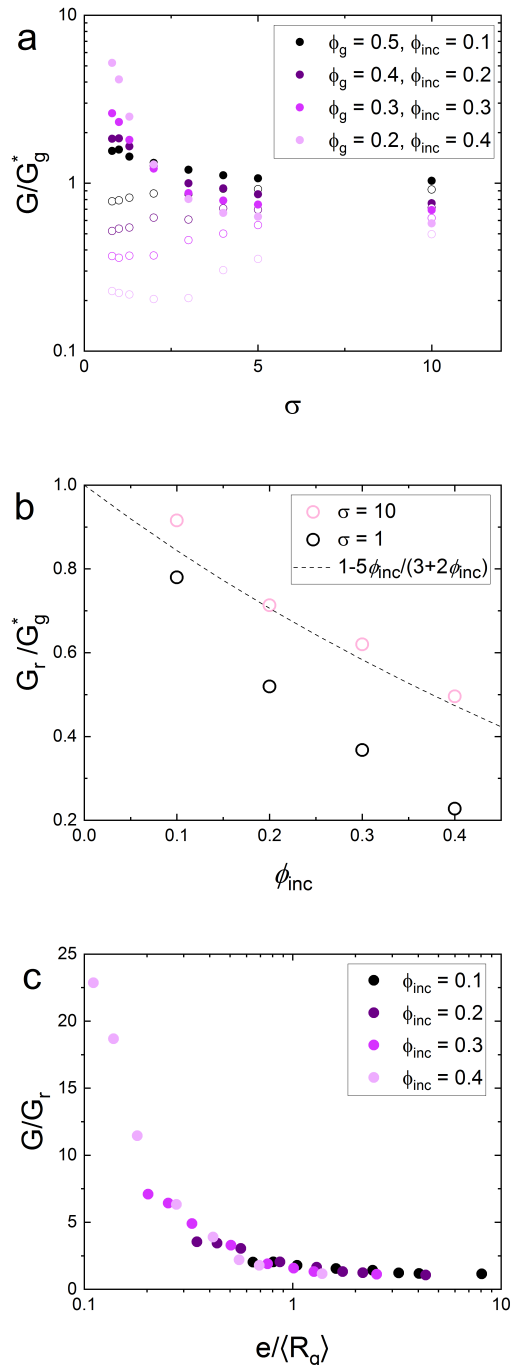 a
ϕg = 0.5, ϕinc = 0.1
ϕg = 0.4, ϕinc = 0.2
ϕg = 0.3, ϕinc = 0.3
ϕg = 0.2, ϕinc = 0.4
10
1
0.1
G/Gg*
0
5
10
σ
b
σ = 10
σ = 1
1-5ϕinc/(3+2ϕinc)
1.0
0.8
0.6
0.4
0.2
Gr/Gg*
0.0
0.1
0.2
0.3
0.4
ϕinc
c
ϕinc = 0.1
ϕinc = 0.2
ϕinc = 0.3
ϕinc = 0.4
25
20
15
10
5
0
G/Gr
0.1
1
10
e/⟨Rg⟩